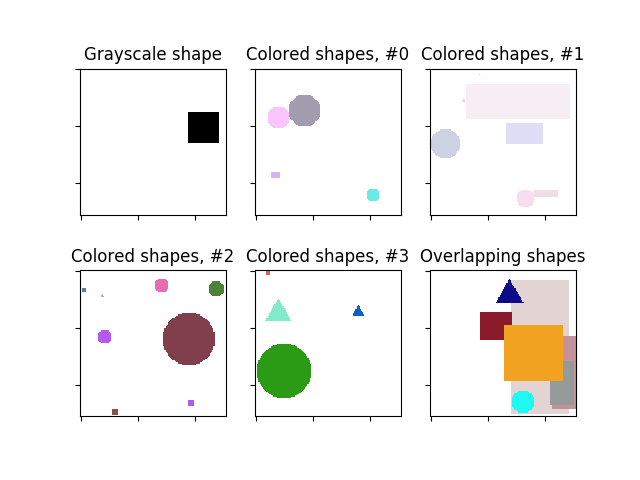 Grayscale shape
Colored shapes, #0
Colored shapes, #1
Colored shapes, #2
Colored shapes, #3
Overlapping shapes